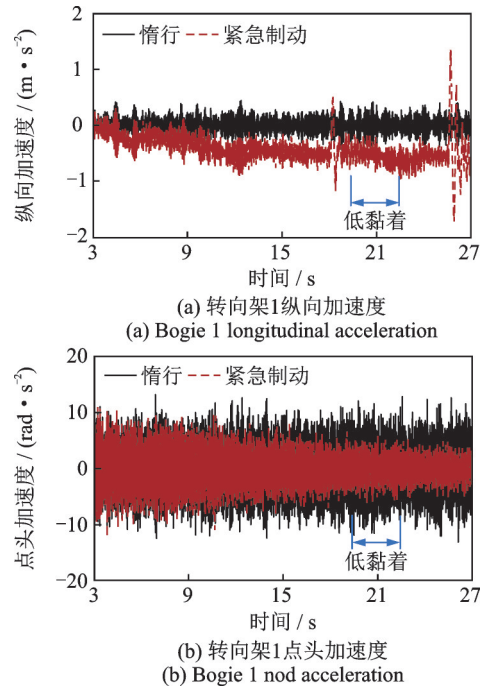 2
1
0
−1
−2
纵向加速度 / (m·s⁻²)
惰行
紧急制动
低黏着
3 9 15 21 27
时间 / s
(a) 转向架1纵向加速度
(a) Bogie 1 longitudinal acceleration
20
10
0
−10
−20
点头加速度 / (rad·s⁻²)
惰行
紧急制动
低黏着
3 9 15 21 27
时间 / s
(b) 转向架1点头加速度
(b) Bogie 1 nod acceleration